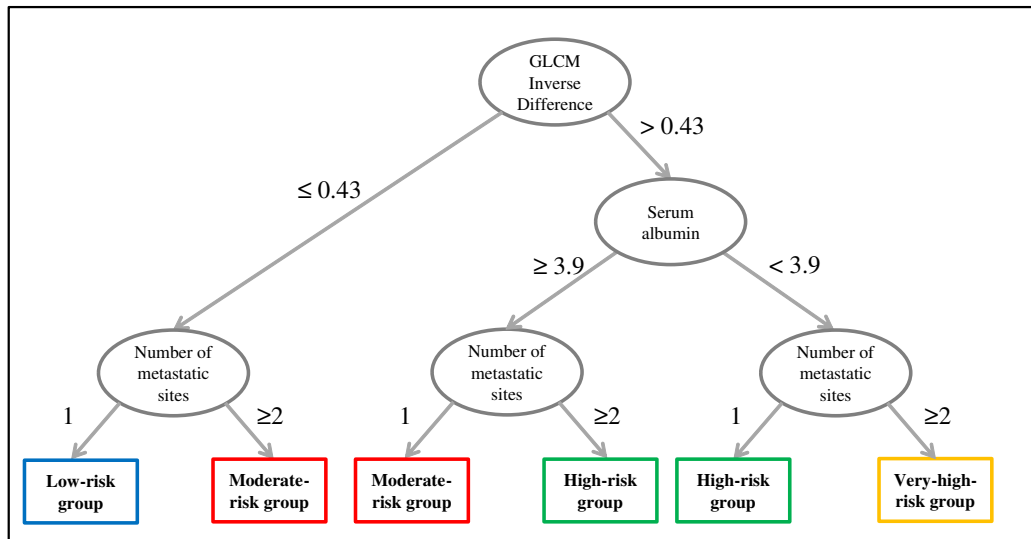 GLCM
Inverse
Difference
> 0.43
≤ 0.43
Serum
albumin
≥ 3.9
< 3.9
Number of
metastatic
sites
Number of
metastatic
sites
Number of
metastatic
sites
1
≥2
1
≥2
1
≥2
Low-risk
group
Moderate-
risk group
Moderate-
risk group
High-risk
group
High-risk
group
Very-high-
risk group